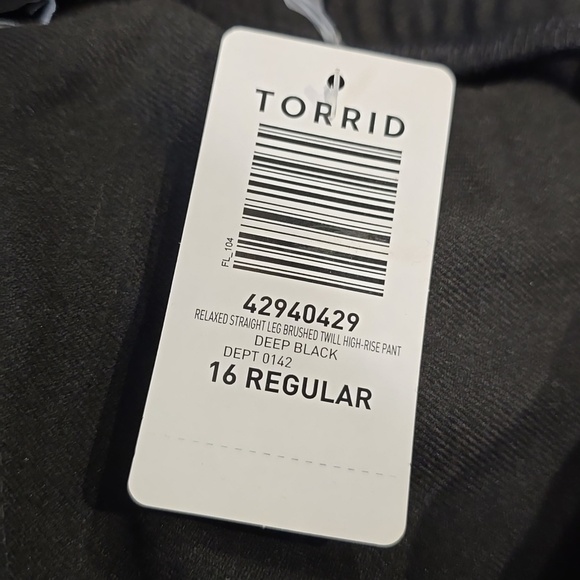 TORRID
FL_104
42940429
RELAXED STRAIGHT LEG BRUSHED TWILL HIGH-RISE PANT
DEEP BLACK
DEPT 0142
16 REGULAR